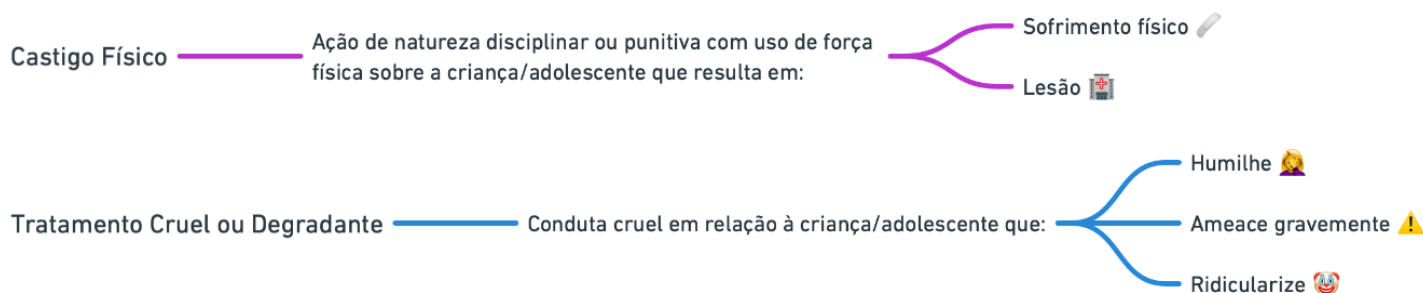 Castigo Físico
Ação de natureza disciplinar ou punitiva com uso de força
física sobre a criança/adolescente que resulta em:
Sofrimento físico
Lesão
Tratamento Cruel ou Degradante
Conduta cruel em relação à criança/adolescente que:
Humilhe
Ameace gravemente
Ridicularize